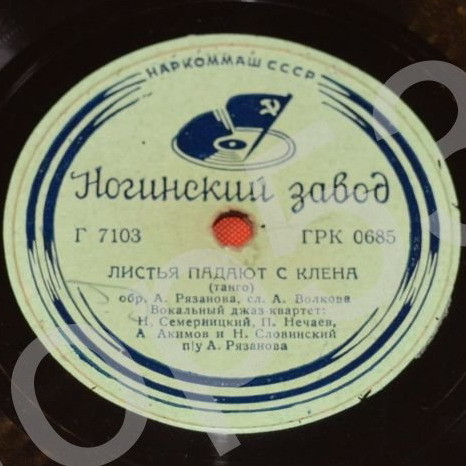 НАРКОММАШ СССР
Ногинский завод
Г 7103 ГРК 0685
ЛИСТЬЯ ПАДАЮТ С КЛЕНА
(танго)
обр. А. Рязанова, сл. А. Волкова
Вокальный джаз-квартет:
Н. Семерницкий, П. Нечаев,
А. Акимов и Н. Словинский
п/у А. Рязанова